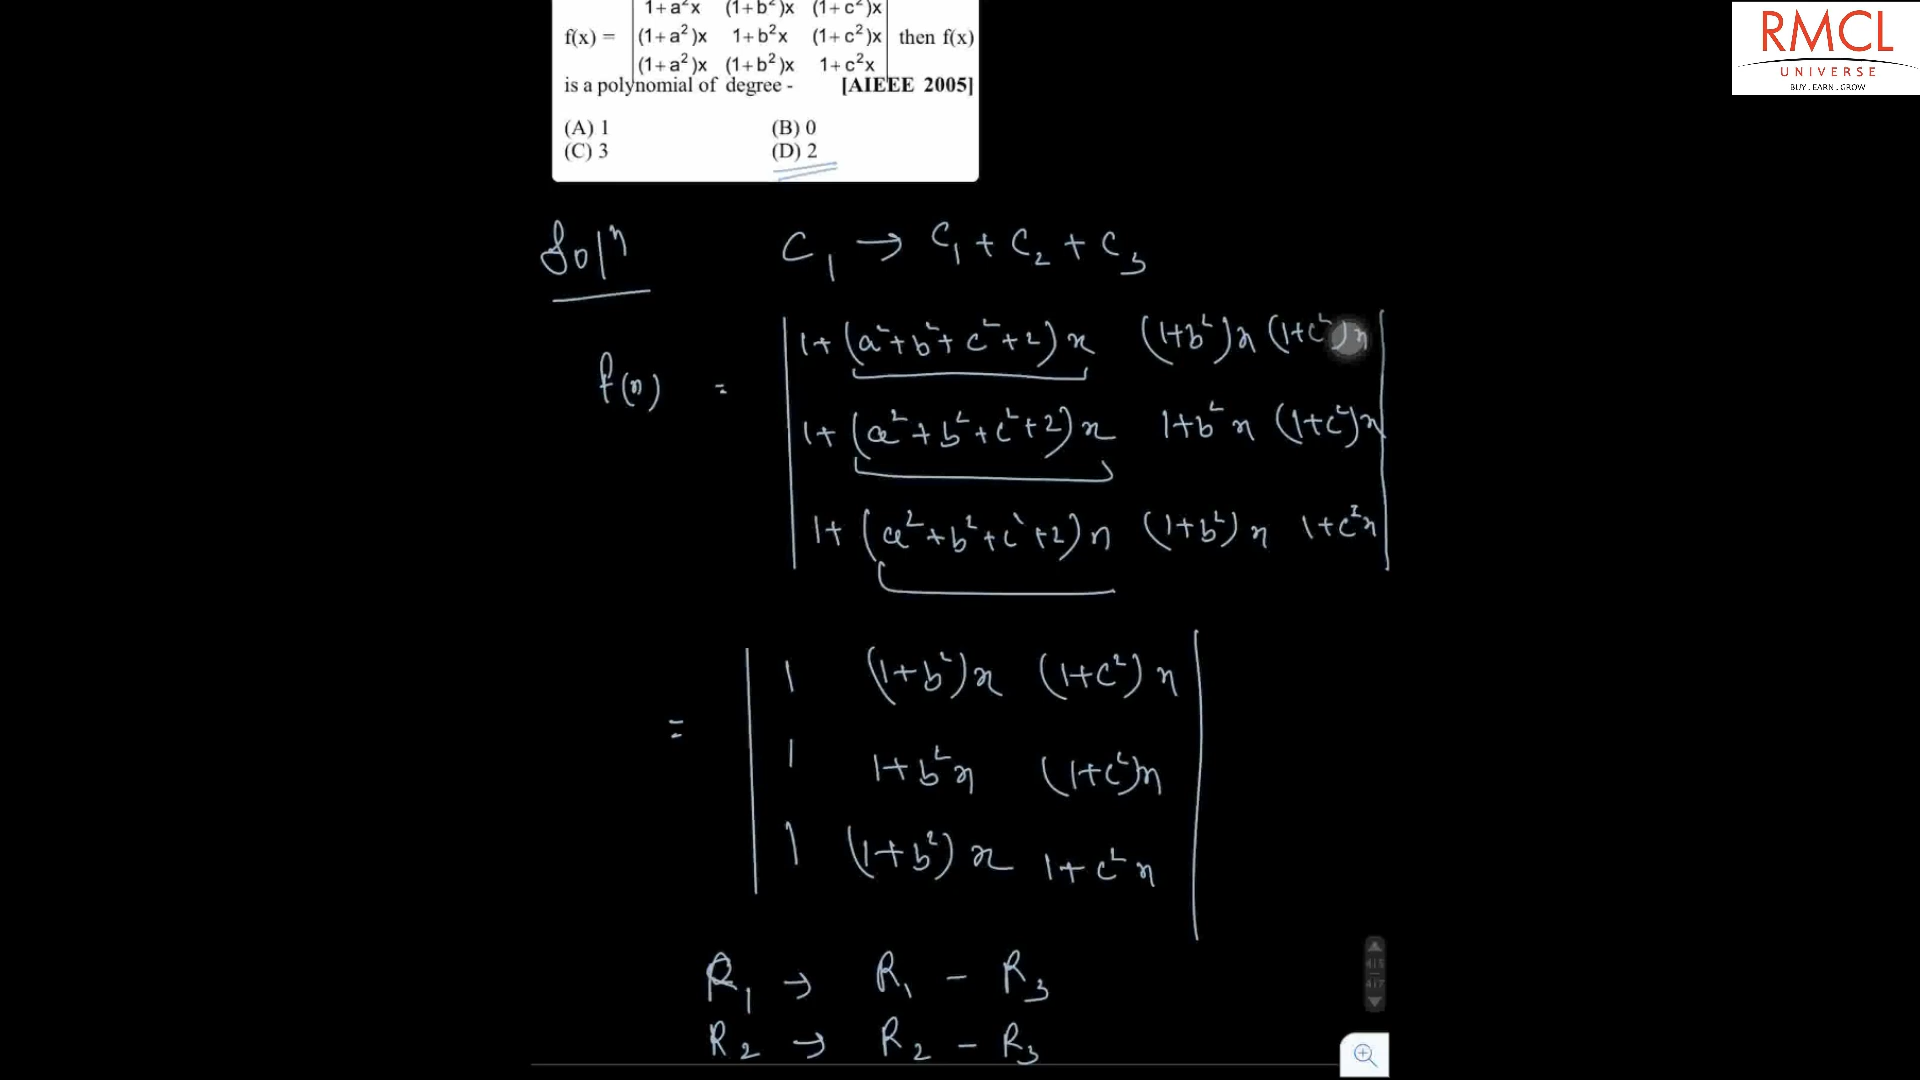 1+a²x (1+b²)x (1+c²)x
f(x) = (1+a²)x 1+b²x (1+c²)x then f(x)
(1+a²)x (1+b²)x 1+c²x
is a polynomial of degree - [AIEEE 2005]
(A) 1 (B) 0
(C) 3 (D) 2
RMCL
UNIVERSE
BUY . EARN . GROW
Solⁿ C₁ → C₁ + C₂ + C₃
1+ (a²+b²+c²+2)x (1+b²)x (1+c²)x
f(x) =
1+ (a²+b²+c²+2)x 1+b²x (1+c²)x
1+ (a²+b²+c²+2)x (1+b²)x 1+c²x
1 (1+b²)x (1+c²)x
=
1 1+b²x (1+c²)x
1 (1+b²)x 1+c²x
R₁ → R₁ - R₃
R₂ → R₂ - R₃